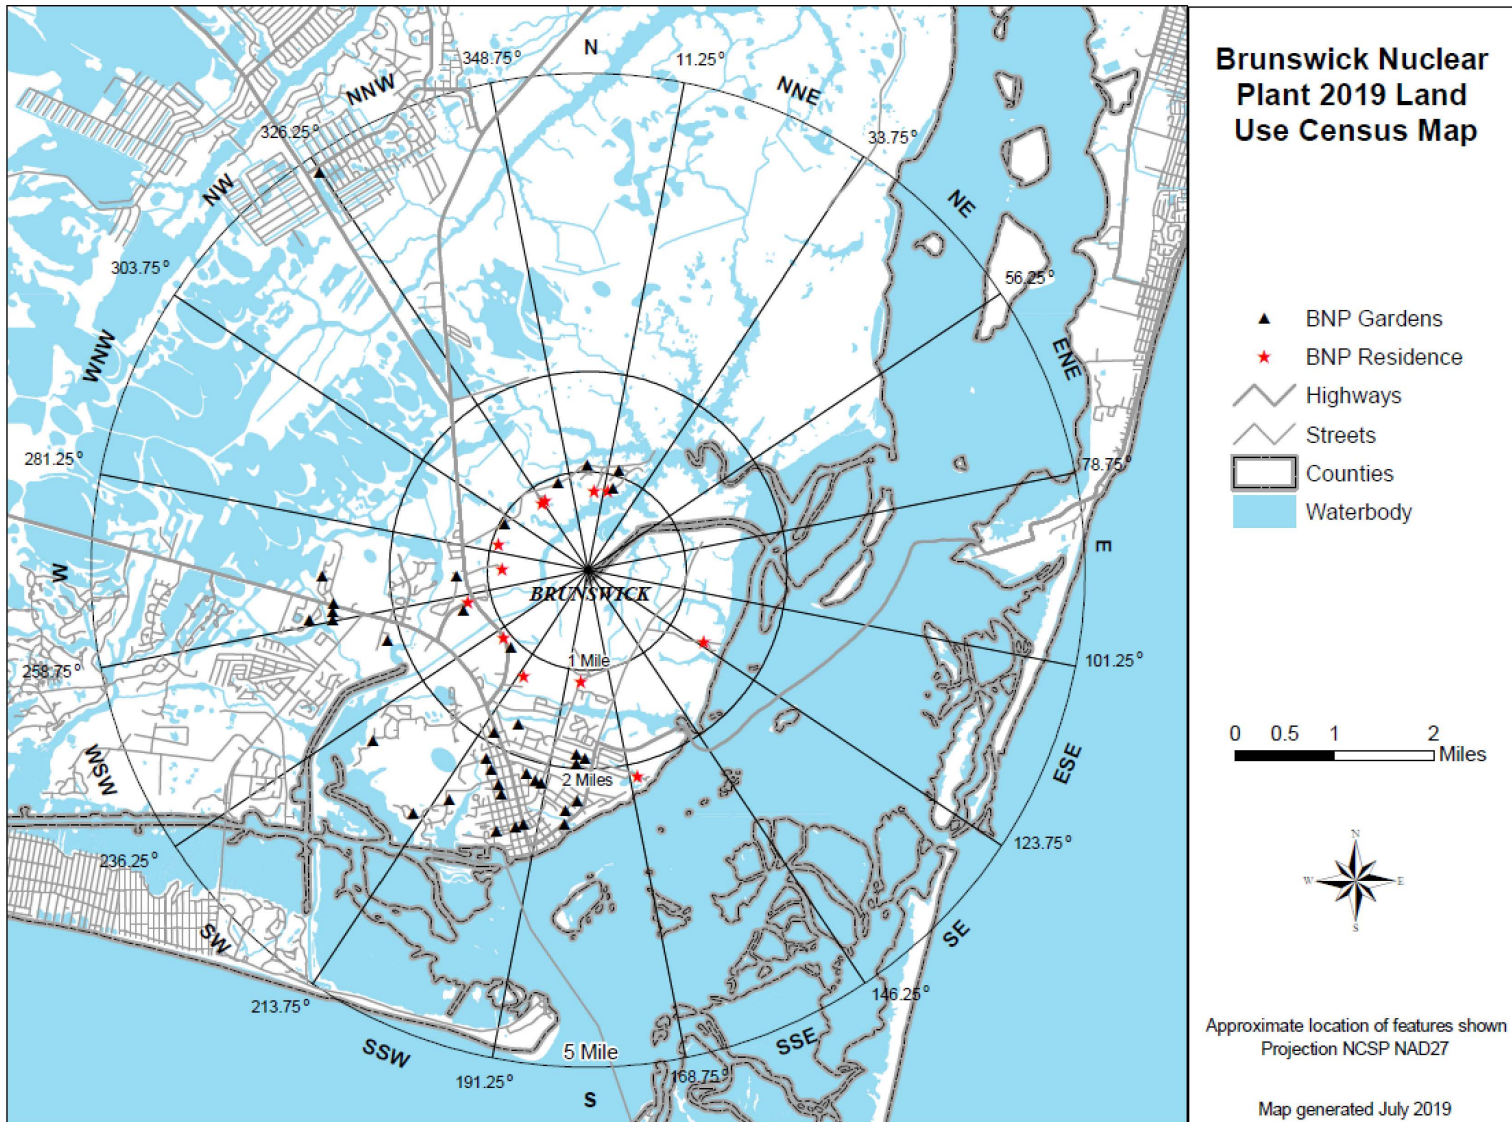 Brunswick Nuclear
Plant 2019 Land
Use Census Map
BNP Gardens
BNP Residence
Highways
Streets
Counties
Waterbody
0 0.5 1 2
Miles
N
W E
S
Approximate location of features shown
Projection NCSP NAD27
Map generated July 2019
N
348.75°
11.25°
NNW
NNE
326.25°
33.75°
NW
NE
303.75°
56.25°
WNW
ENE
281.25°
78.75°
W
E
BRUNSWICK
1 Mile
258.75°
101.25°
WSW
ESE
2 Miles
236.25°
123.75°
SW
SE
213.75°
146.25°
SSW
SSE
5 Mile
191.25°
168.75°
S